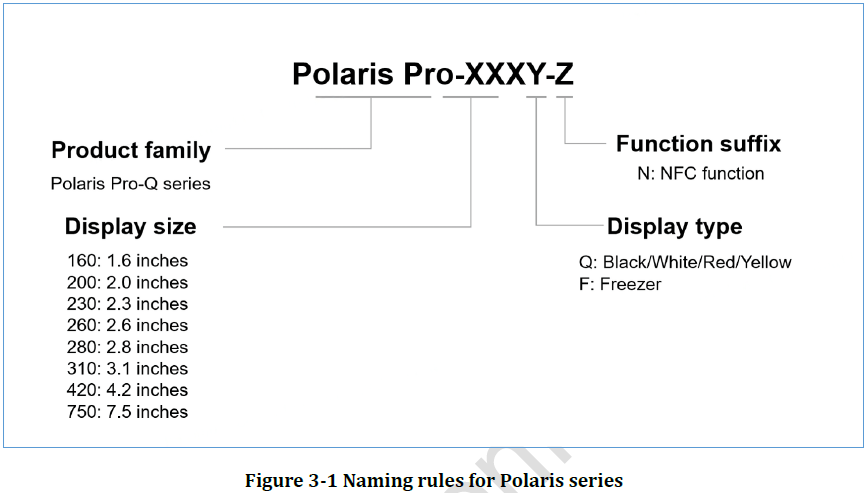 Polaris Pro-XXXY-Z
Product family
Polaris Pro-Q series
Display size
160: 1.6 inches
200: 2.0 inches
230: 2.3 inches
260: 2.6 inches
280: 2.8 inches
310: 3.1 inches
420: 4.2 inches
750: 7.5 inches
Function suffix
N: NFC function
Display type
Q: Black/White/Red/Yellow
F: Freezer
Figure 3-1 Naming rules for Polaris series